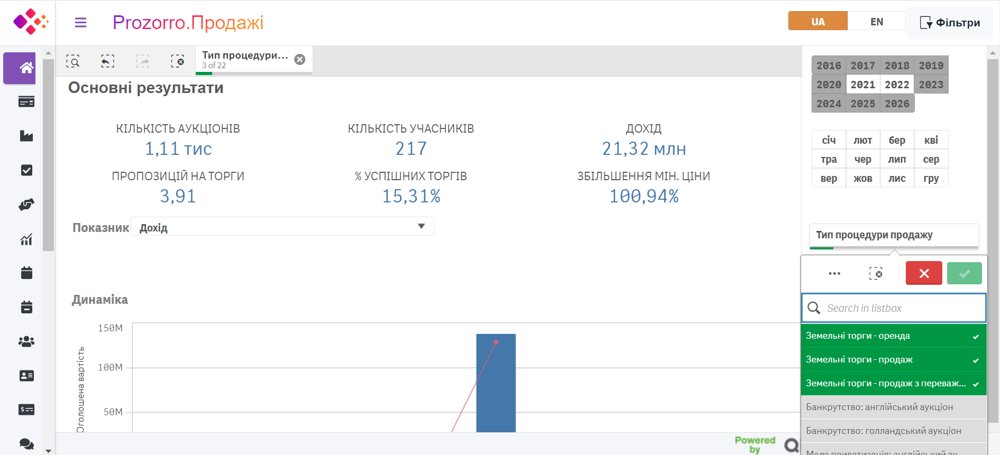 Prozorro.Продажі
UA
EN
Фільтри
Тип процедури...
3 of 22
Основні результати
КІЛЬКІСТЬ АУКЦІОНІВ
1,11 тис
КІЛЬКІСТЬ УЧАСНИКІВ
217
ДОХІД
21,32 млн
ПРОПОЗИЦІЙ НА ТОРГИ
3,91
% УСПІШНИХ ТОРГІВ
15,31%
ЗБІЛЬШЕННЯ МІН. ЦІНИ
100,94%
Показник
Дохід
Динаміка
Оголошена вартість
150M
100M
50M
2016 2017 2018 2019
2020 2021 2022 2023
2024 2025 2026
січ лют бер кві
тра чер лип сер
вер жов лис гру
Тип процедури продажу
Search in listbox
Земельні торги - оренда
Земельні торги - продаж
Земельні торги - продаж з переваж...
Банкрутство: англійський аукціон
Банкрутство: голландський аукціон
Мала приватизація: англійський ау...
Powered
by
Q